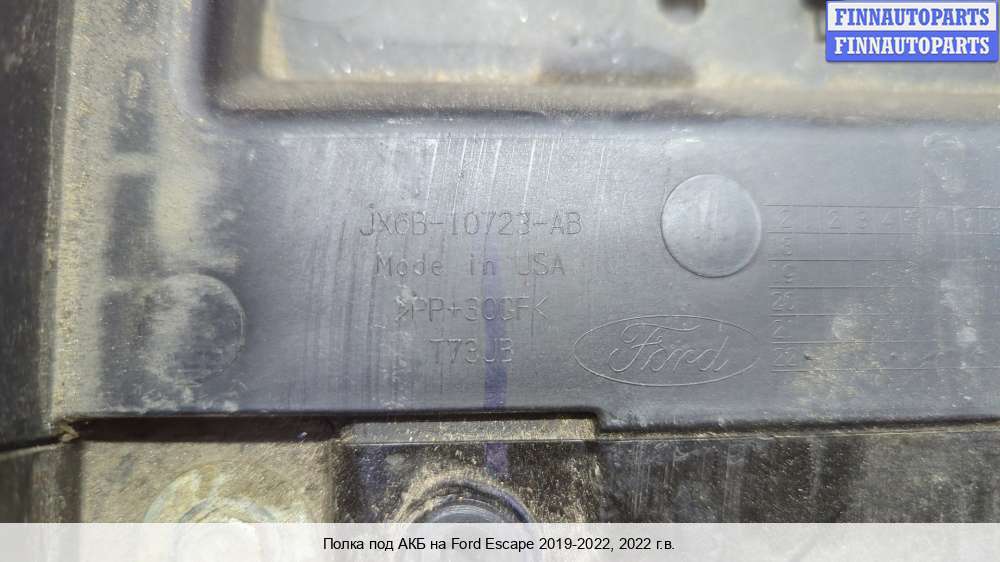 FINNAUTOPARTS
FINNAUTOPARTS
JX6B-10723-AB
Made in USA
>PP+30GF<
T73JB
Ford
Полка под АКБ на Ford Escape 2019-2022, 2022 г.в.